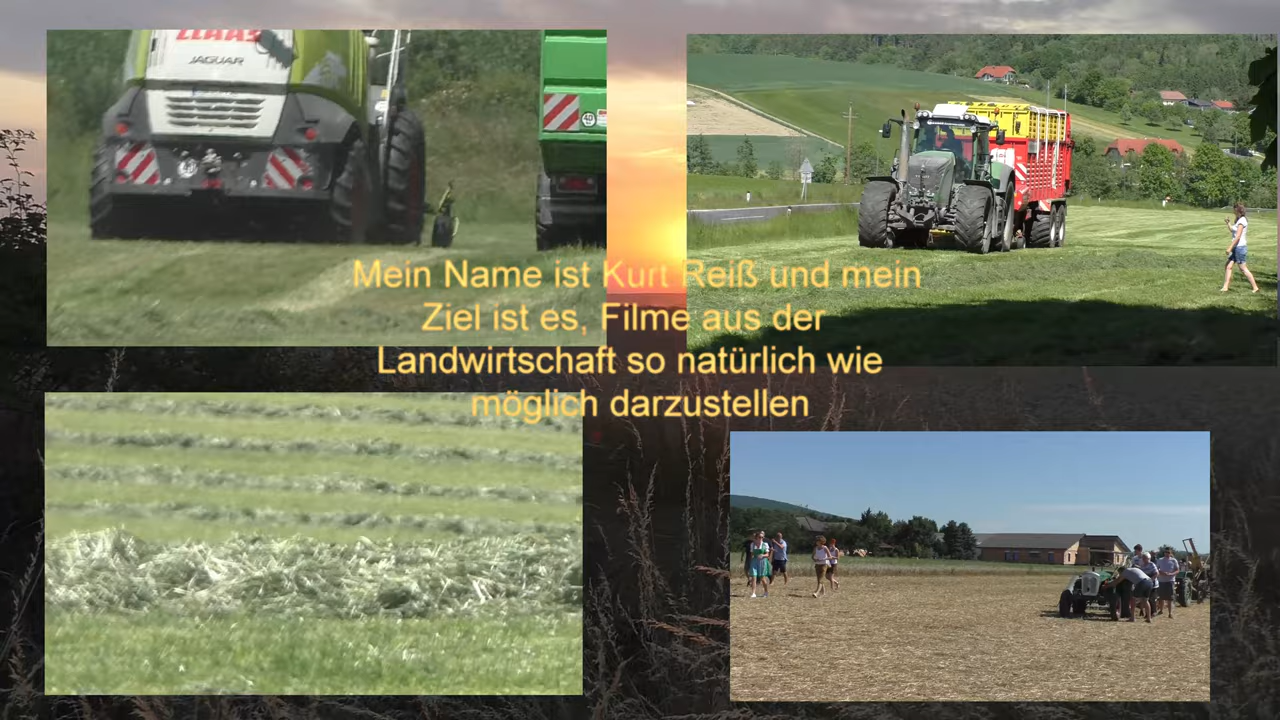 CLAAS
JAGUAR
40
Mein Name ist Kurt Reiß und mein
Ziel ist es, Filme aus der
Landwirtschaft so natürlich wie
möglich darzustellen